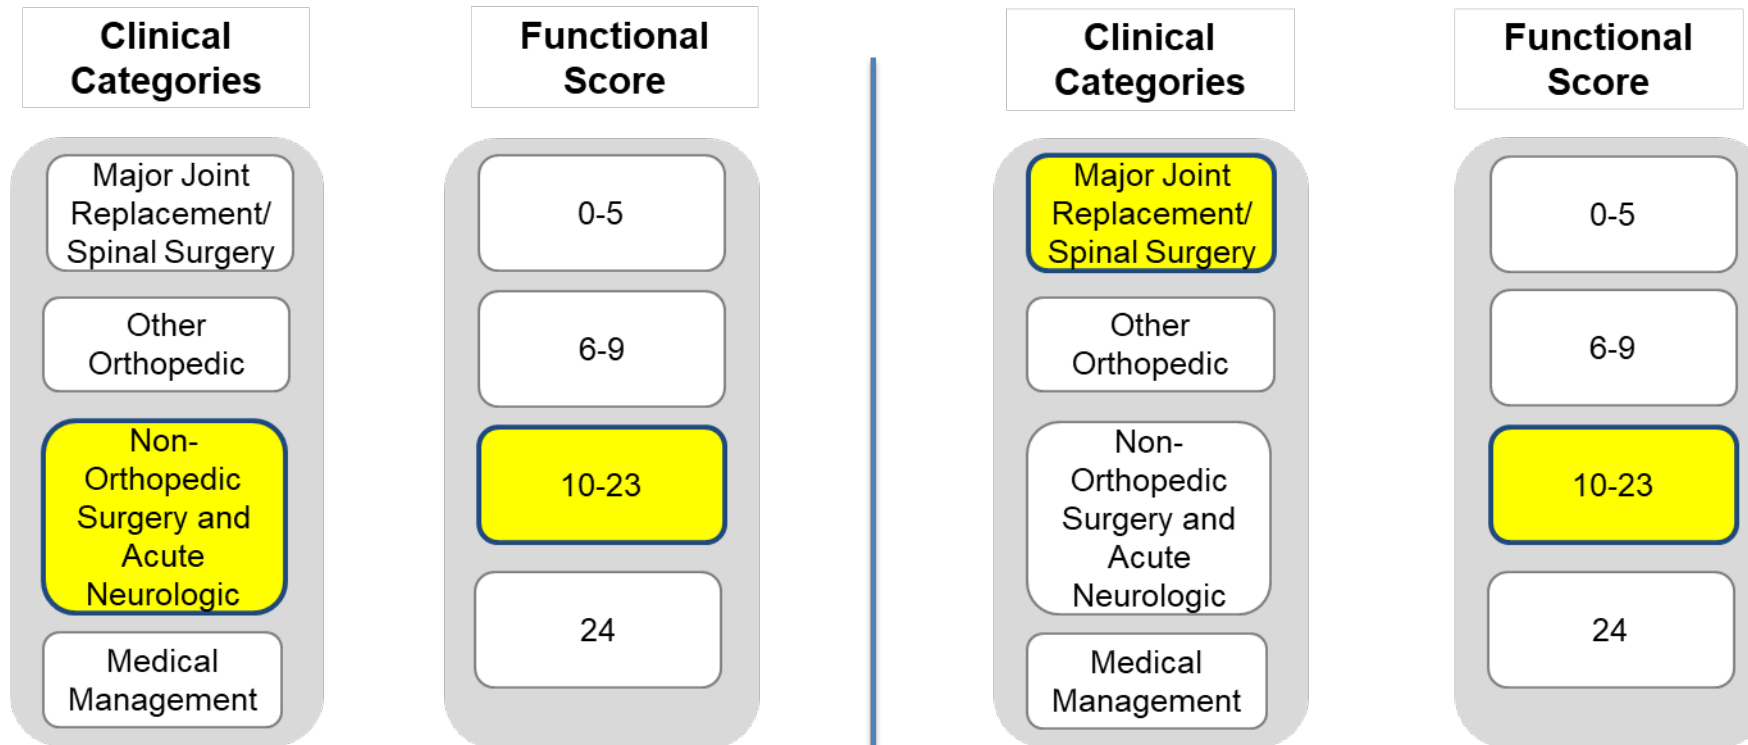 Clinical
Categories
Major Joint
Replacement/
Spinal Surgery
Other
Orthopedic
Non-
Orthopedic
Surgery and
Acute
Neurologic
Medical
Management
Functional
Score
0-5
6-9
10-23
24
Clinical
Categories
Major Joint
Replacement/
Spinal Surgery
Other
Orthopedic
Non-
Orthopedic
Surgery and
Acute
Neurologic
Medical
Management
Functional
Score
0-5
6-9
10-23
24